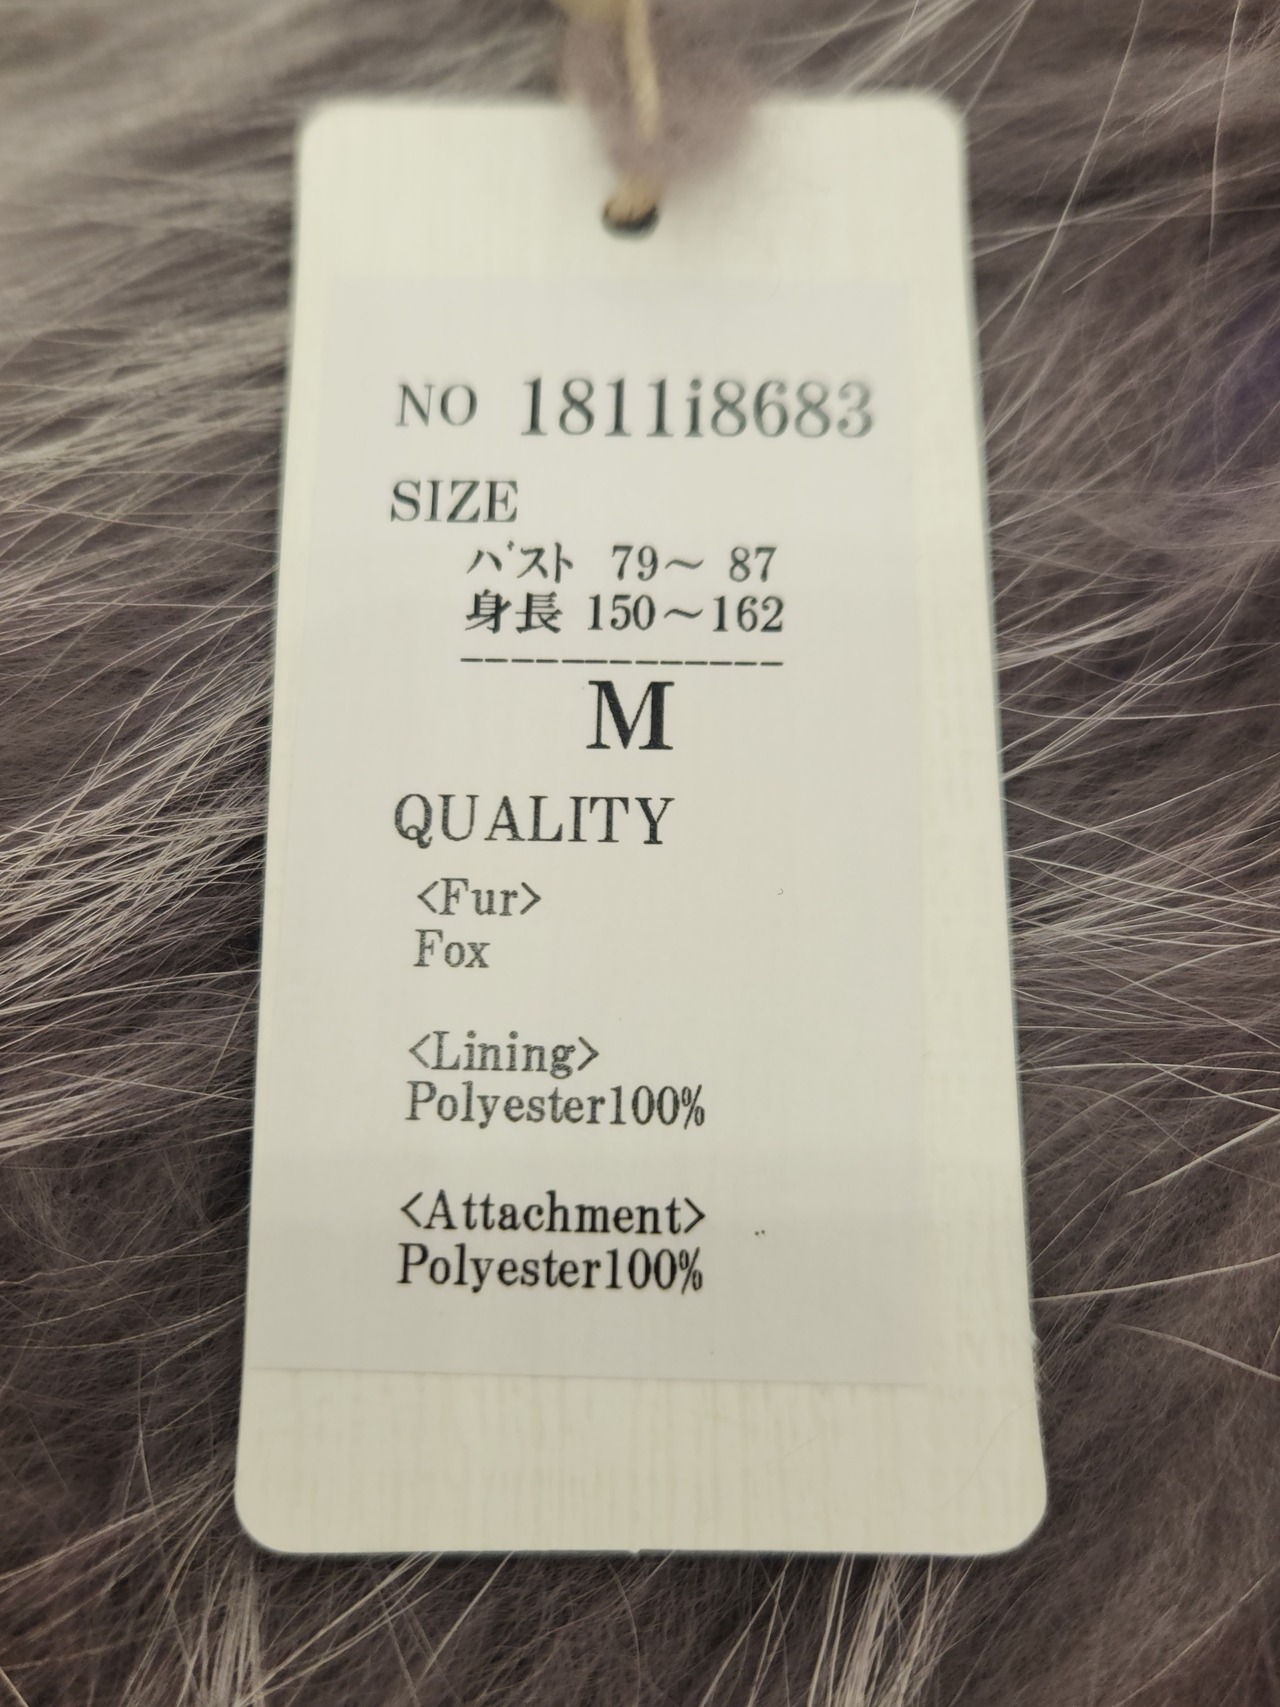 NO 1811i8683
SIZE
ﾊﾞｽﾄ 79～ 87
身長 150～162
-------------
M
QUALITY
<Fur>
Fox
<Lining>
Polyester100%
<Attachment>
Polyester100%